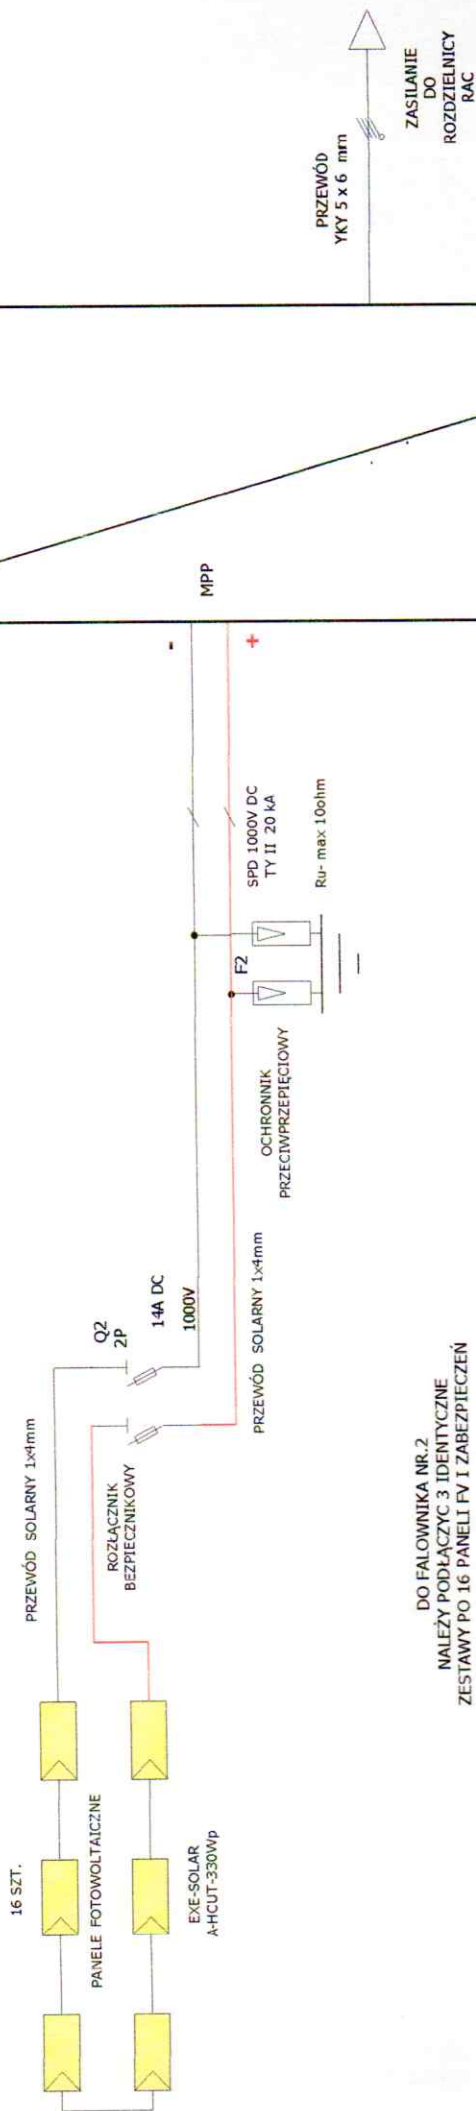 16 SZT.
PANELE FOTOWOLTAICZNE
EXE-SOLAR
A-HCUT-330Wp
PRZEWÓD SOLARNY 1x4mm
ROZŁĄCZNIK
BEZPIECZNIKOWY
Q2
2P
14A DC
1000V
PRZEWÓD SOLARNY 1x4mm
OCHRONNIK
PRZECIWPRZEPIĘCIOWY
F2
SPD 1000V DC
TY II 20 kA
Ru- max 10ohm
-
+
MPP
PRZEWÓD
YKY 5 x 6 mm
ZASILANIE
DO
ROZDZIELNICY
RAC
DO FALOWNIKA NR.2
NALEŻY PODŁĄCZYC 3 IDENTYCZNE
ZESTAWY PO 16 PANELI FV I ZABEZPIECZEŃ